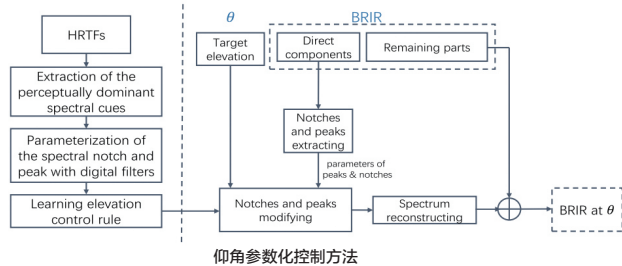 HRTFs
Extraction of the
perceptually dominant
spectral cues
Parameterization of
the spectral notch and
peak with digital filters
Learning elevation
control rule
θ
Target
elevation
BRIR
Direct
components
Remaining parts
Notches
and peaks
extracting
parameters of
peaks & notches
Notches and peaks
modifying
Spectrum
reconstructing
BRIR at θ
仰角参数化控制方法